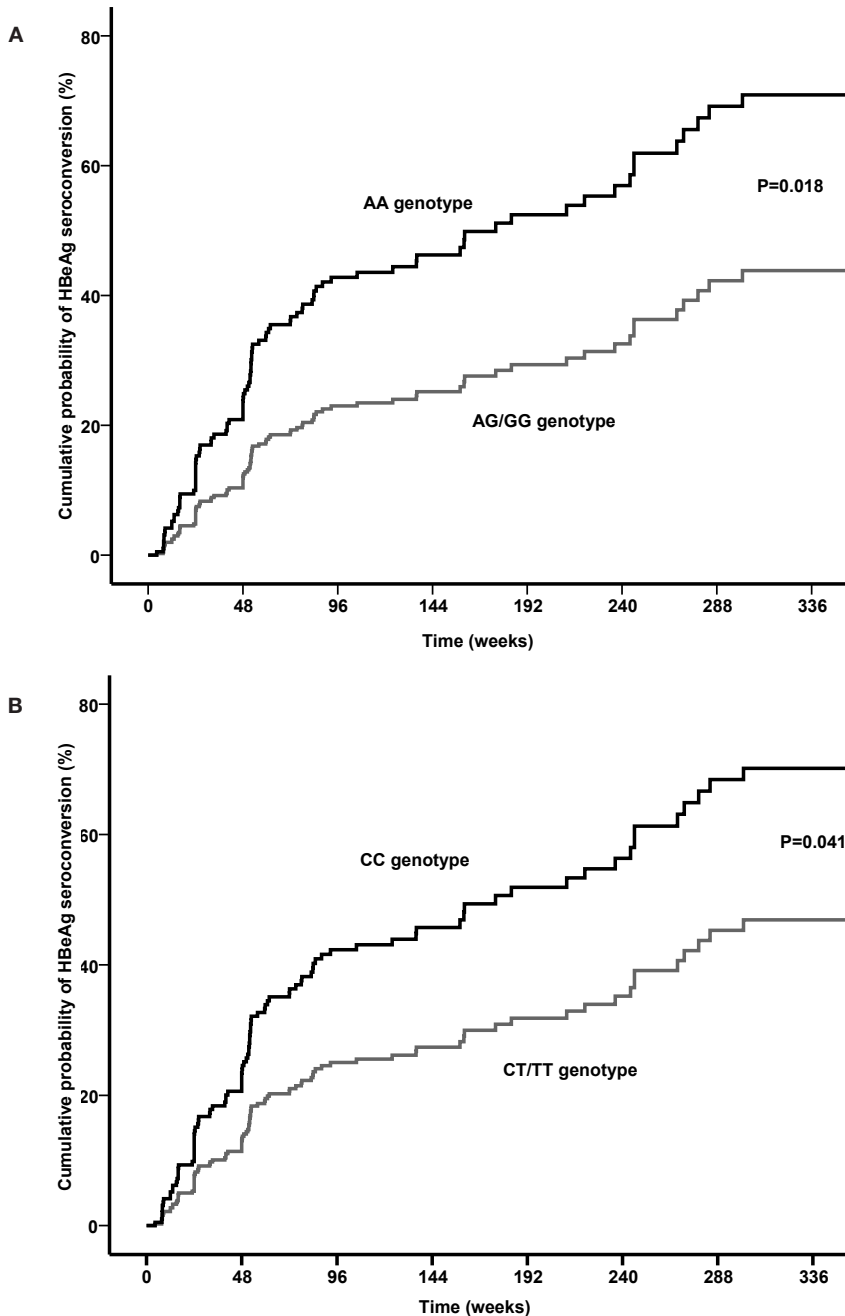 A
Cumulative probability of HBeAg seroconversion (%)
80
60
40
20
0
AA genotype
P=0.018
AG/GG genotype
0 48 96 144 192 240 288 336
Time (weeks)
B
Cumulative probability of HBeAg seroconversion (%)
80
60
40
20
0
CC genotype
P=0.041
CT/TT genotype
0 48 96 144 192 240 288 336
Time (weeks)